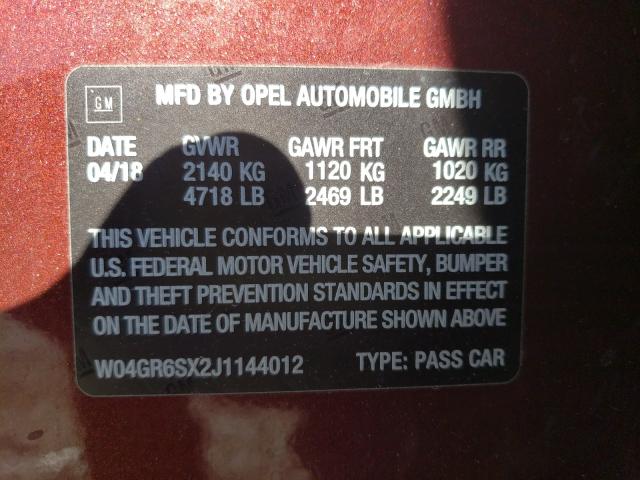 GM MFD BY OPEL AUTOMOBILE GMBH
DATE GVWR GAWR FRT GAWR RR
04/18 2140 KG 1120 KG 1020 KG
4718 LB 2469 LB 2249 LB
THIS VEHICLE CONFORMS TO ALL APPLICABLE
U.S. FEDERAL MOTOR VEHICLE SAFETY, BUMPER
AND THEFT PREVENTION STANDARDS IN EFFECT
ON THE DATE OF MANUFACTURE SHOWN ABOVE
W04GR6SX2J1144012 TYPE: PASS CAR